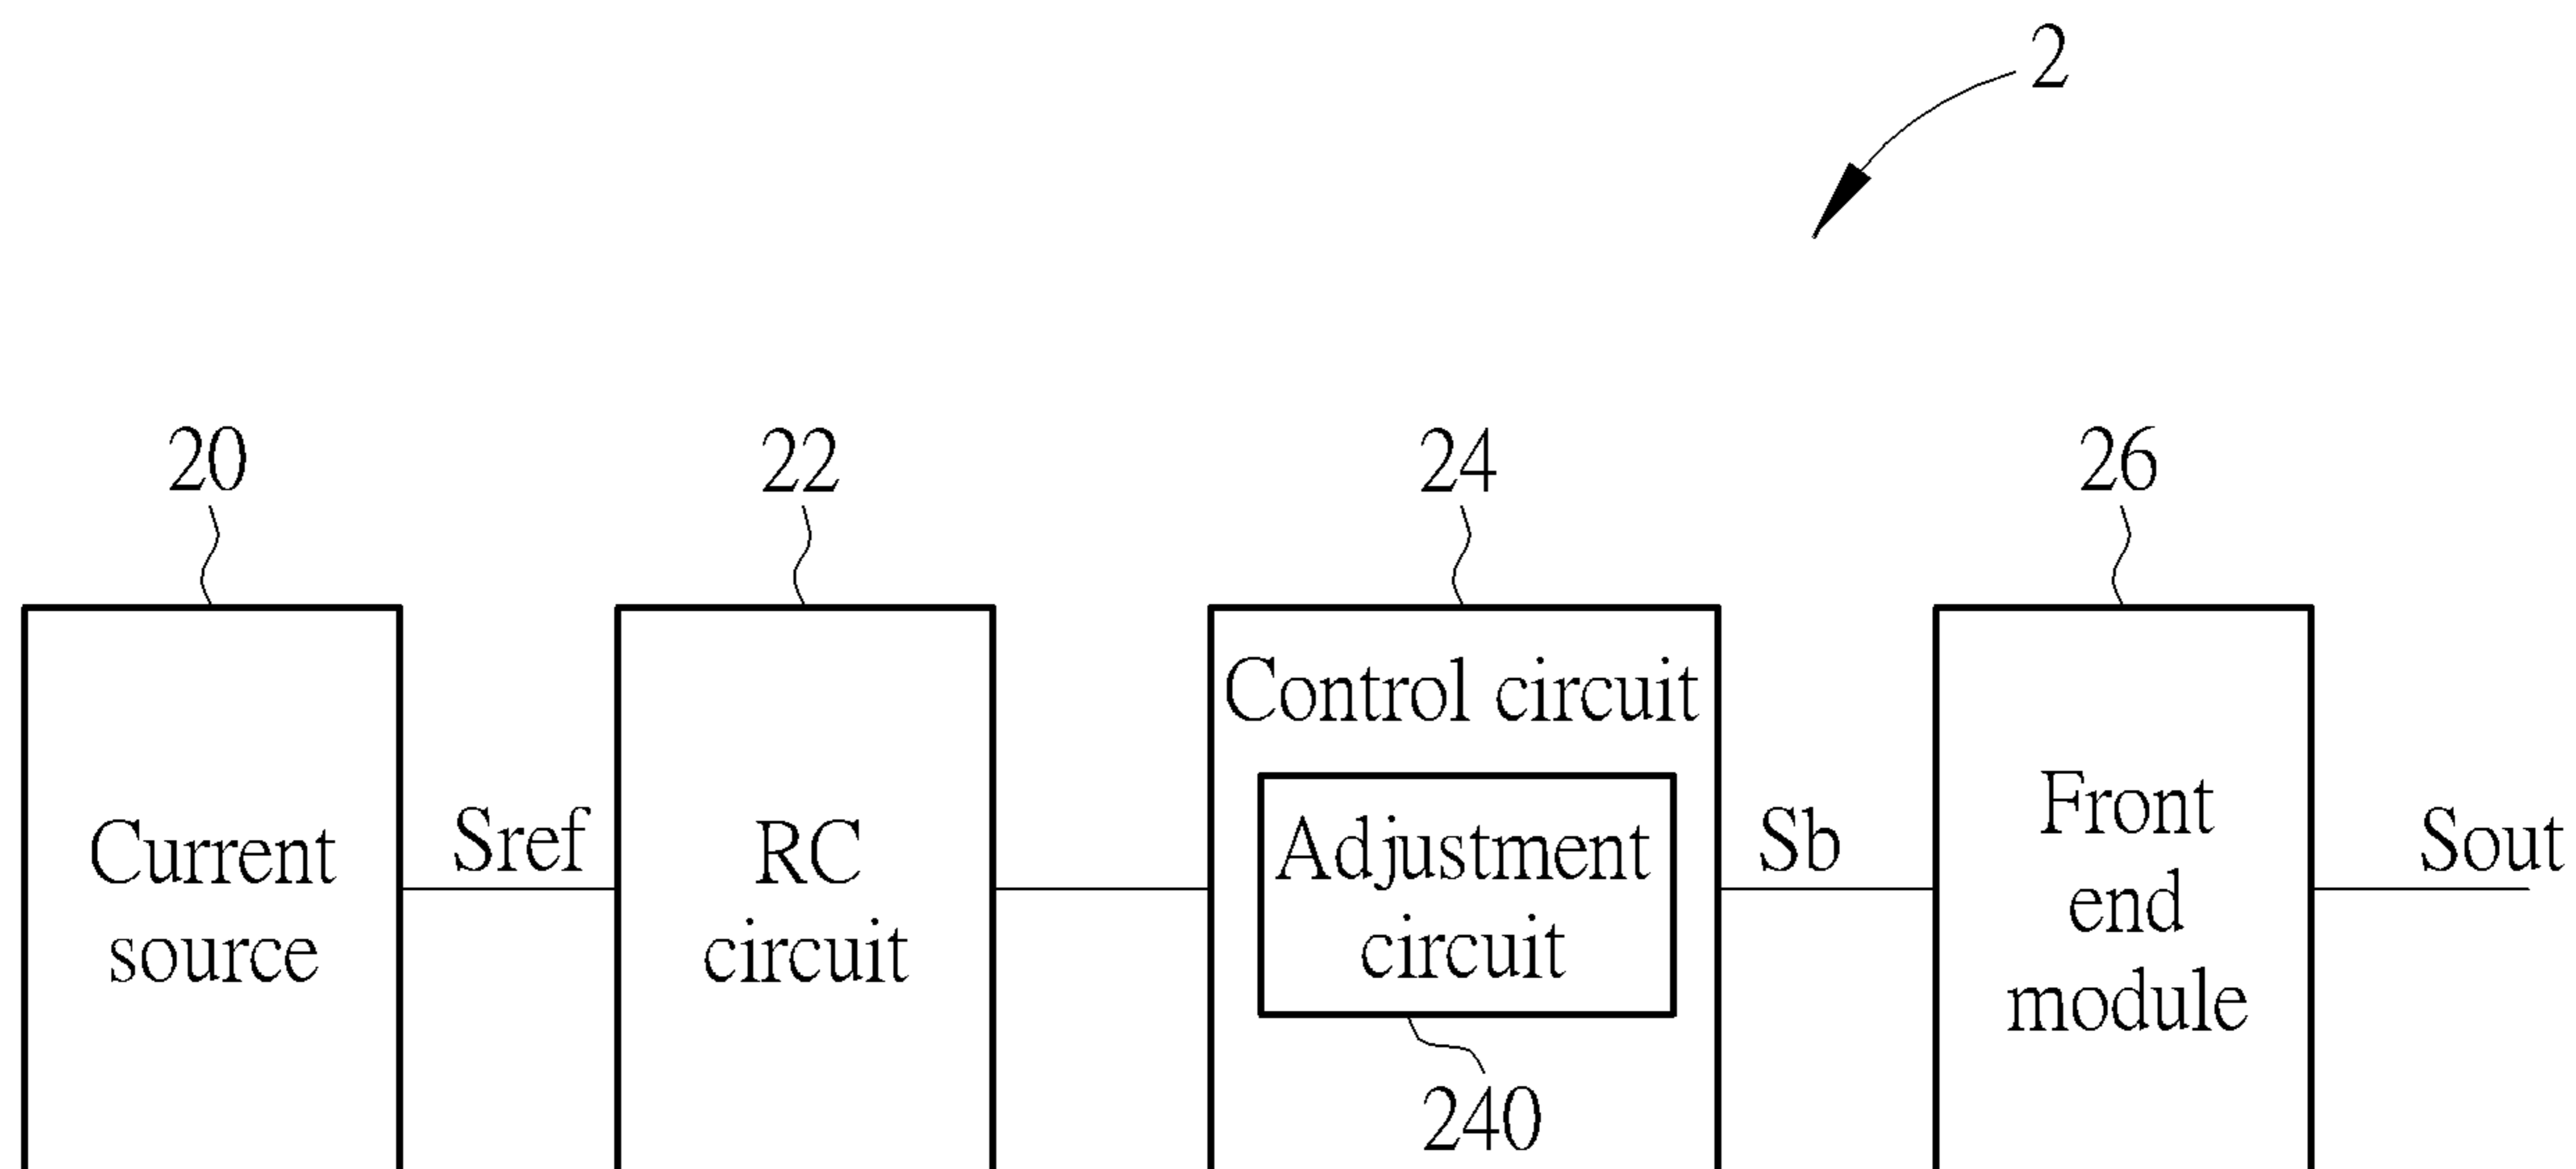 2
20
22
24
26
Current
source
Sref
RC
circuit
Control circuit
Adjustment
circuit
240
Sb
Front
end
module
Sout